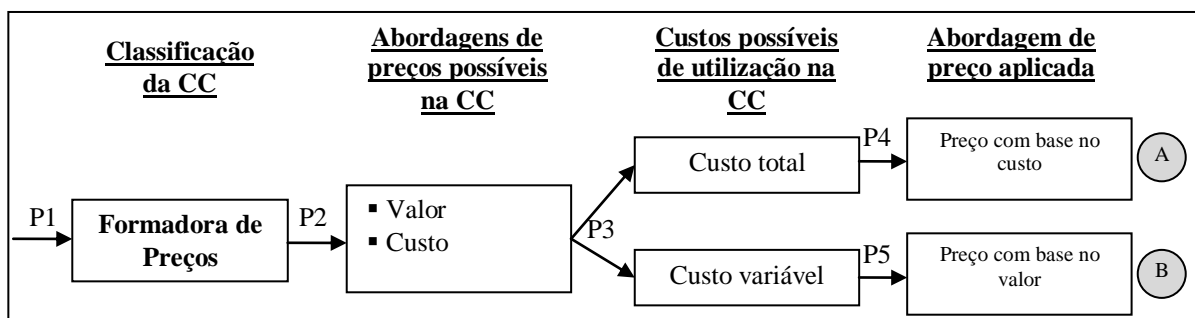 Classificação
da CC
Abordagens de
preços possíveis
na CC
Custos possíveis
de utilização na
CC
Abordagem de
preço aplicada
P1
Formadora de
Preços
P2
▪ Valor
▪ Custo
P3
Custo total
Custo variável
P4
P5
Preço com base no
custo
A
Preço com base no
valor
B